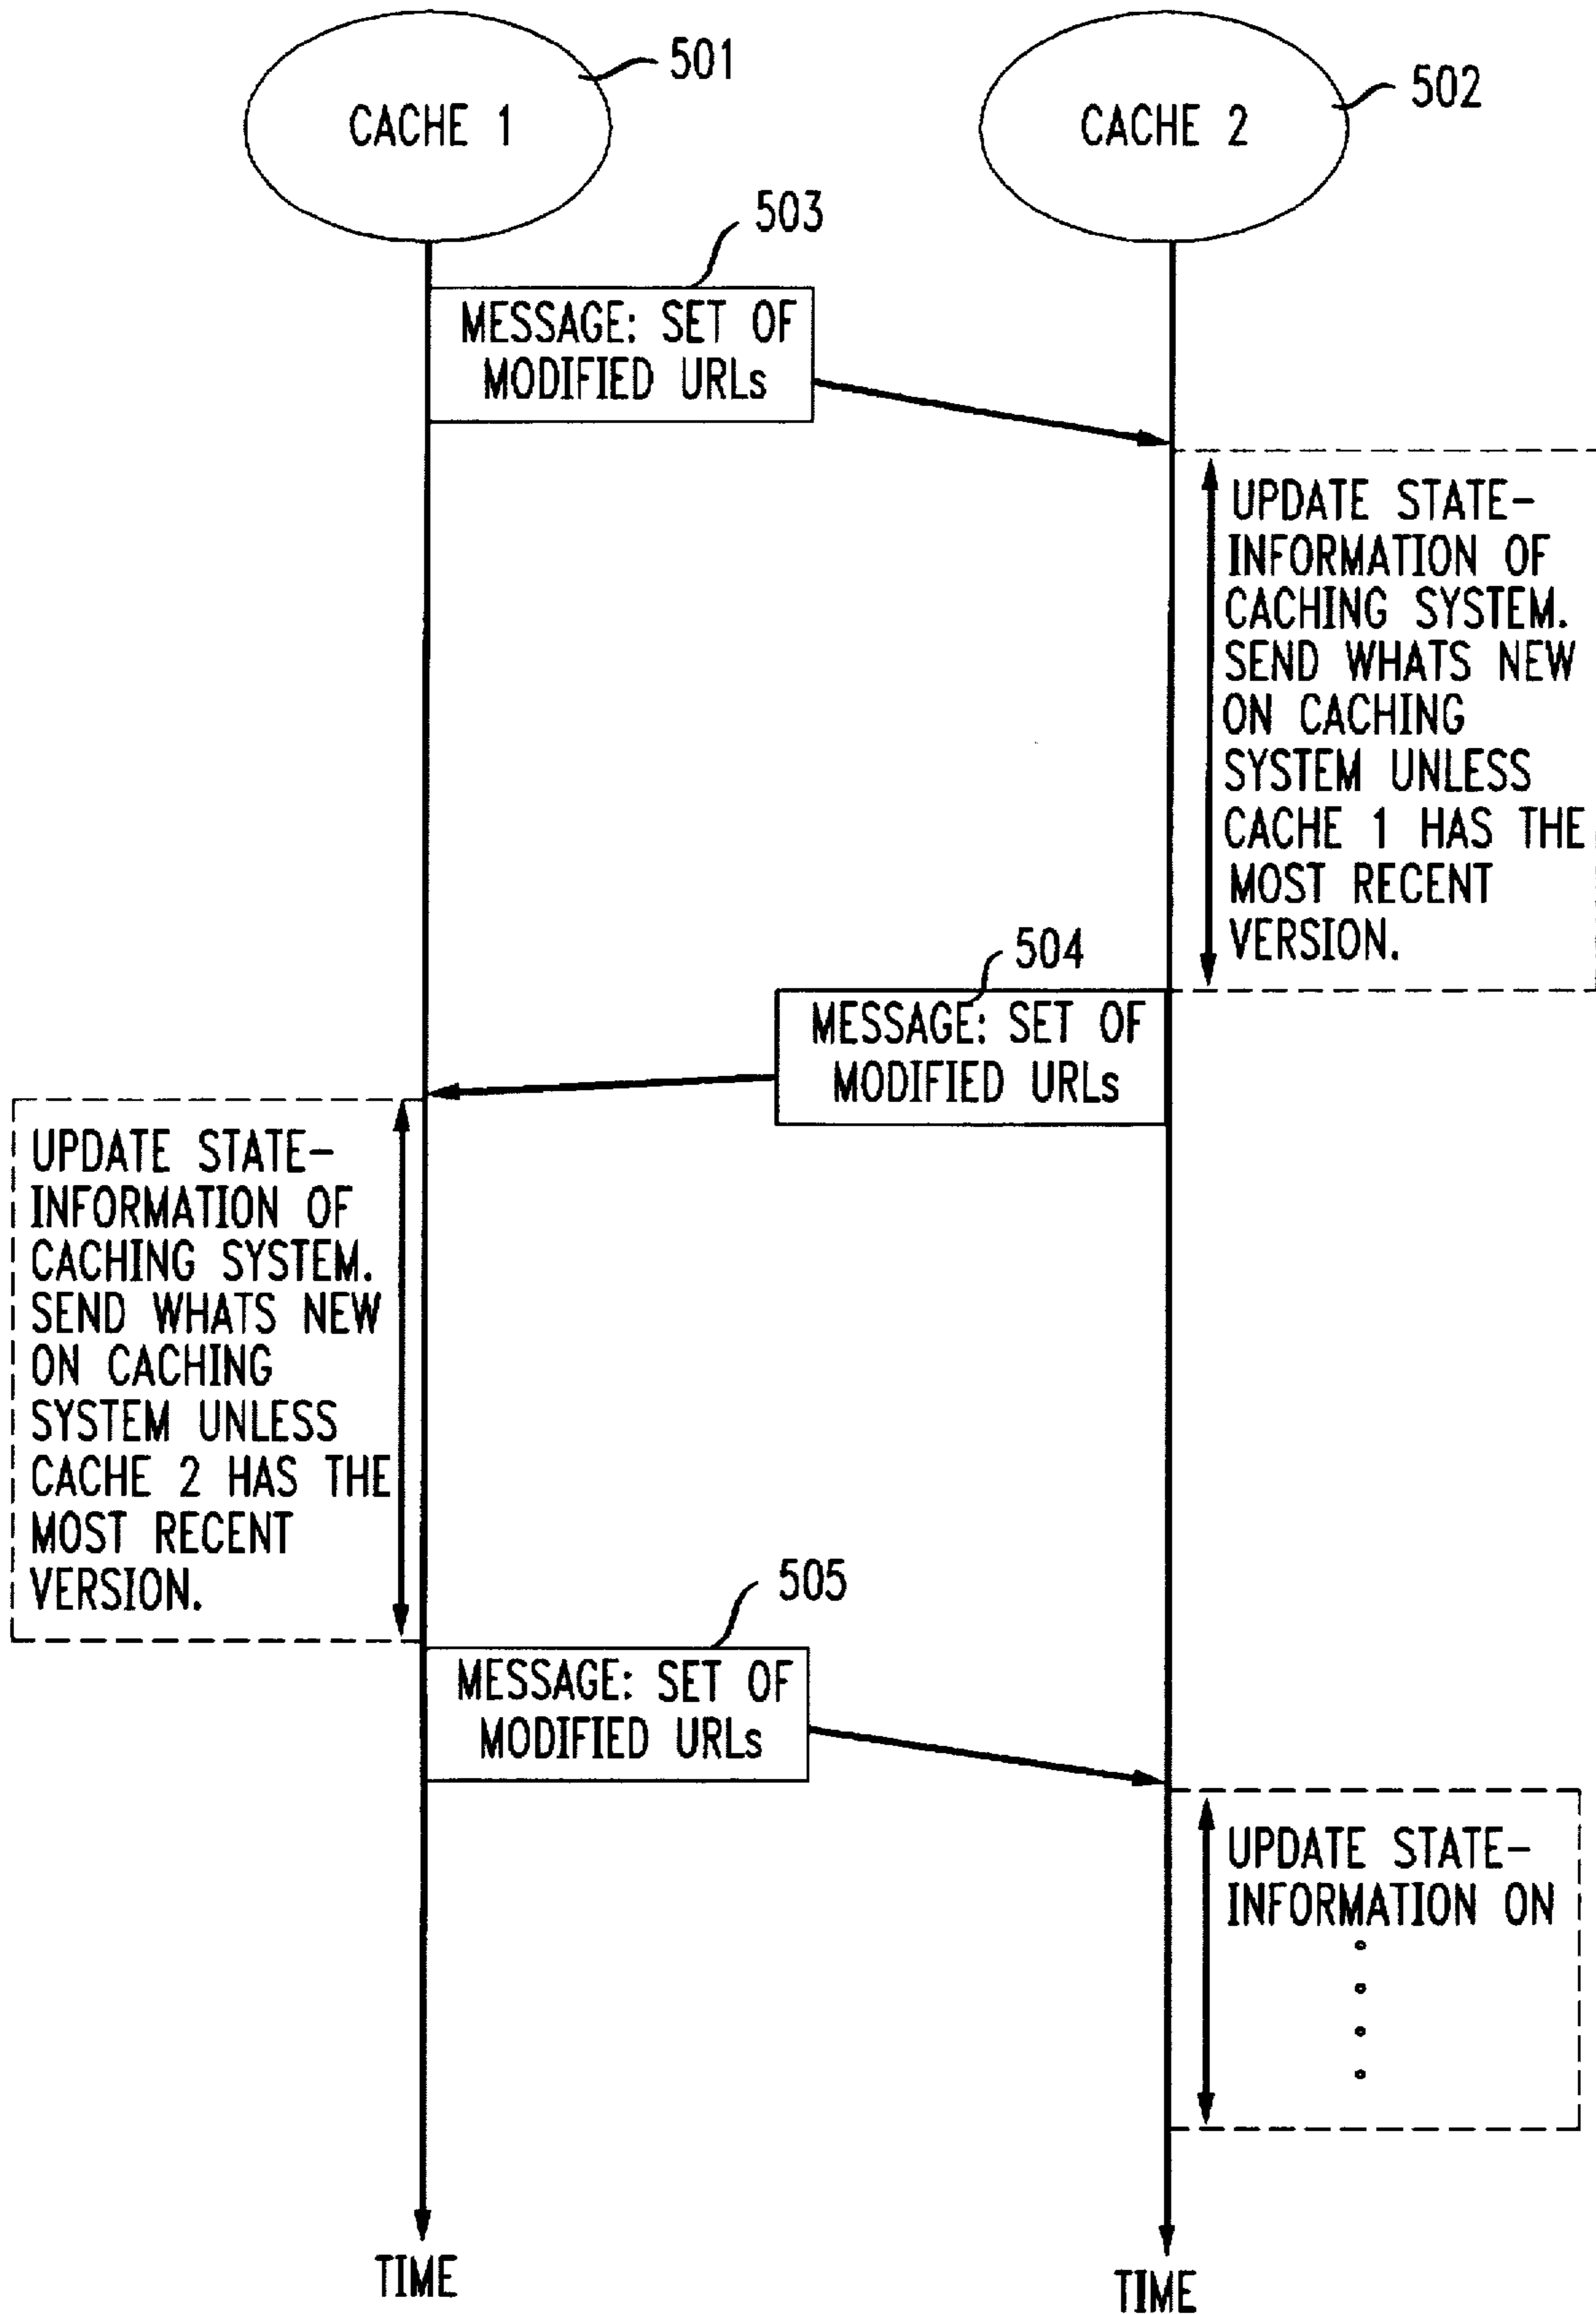 501
502
CACHE 1
CACHE 2
503
MESSAGE: SET OF
MODIFIED URLs
UPDATE STATE-
INFORMATION OF
CACHING SYSTEM.
SEND WHATS NEW
ON CACHING
SYSTEM UNLESS
CACHE 1 HAS THE
MOST RECENT
VERSION.
504
MESSAGE: SET OF
MODIFIED URLs
UPDATE STATE-
INFORMATION OF
CACHING SYSTEM.
SEND WHATS NEW
ON CACHING
SYSTEM UNLESS
CACHE 2 HAS THE
MOST RECENT
VERSION.
505
MESSAGE: SET OF
MODIFIED URLs
UPDATE STATE-
INFORMATION ON
TIME
TIME